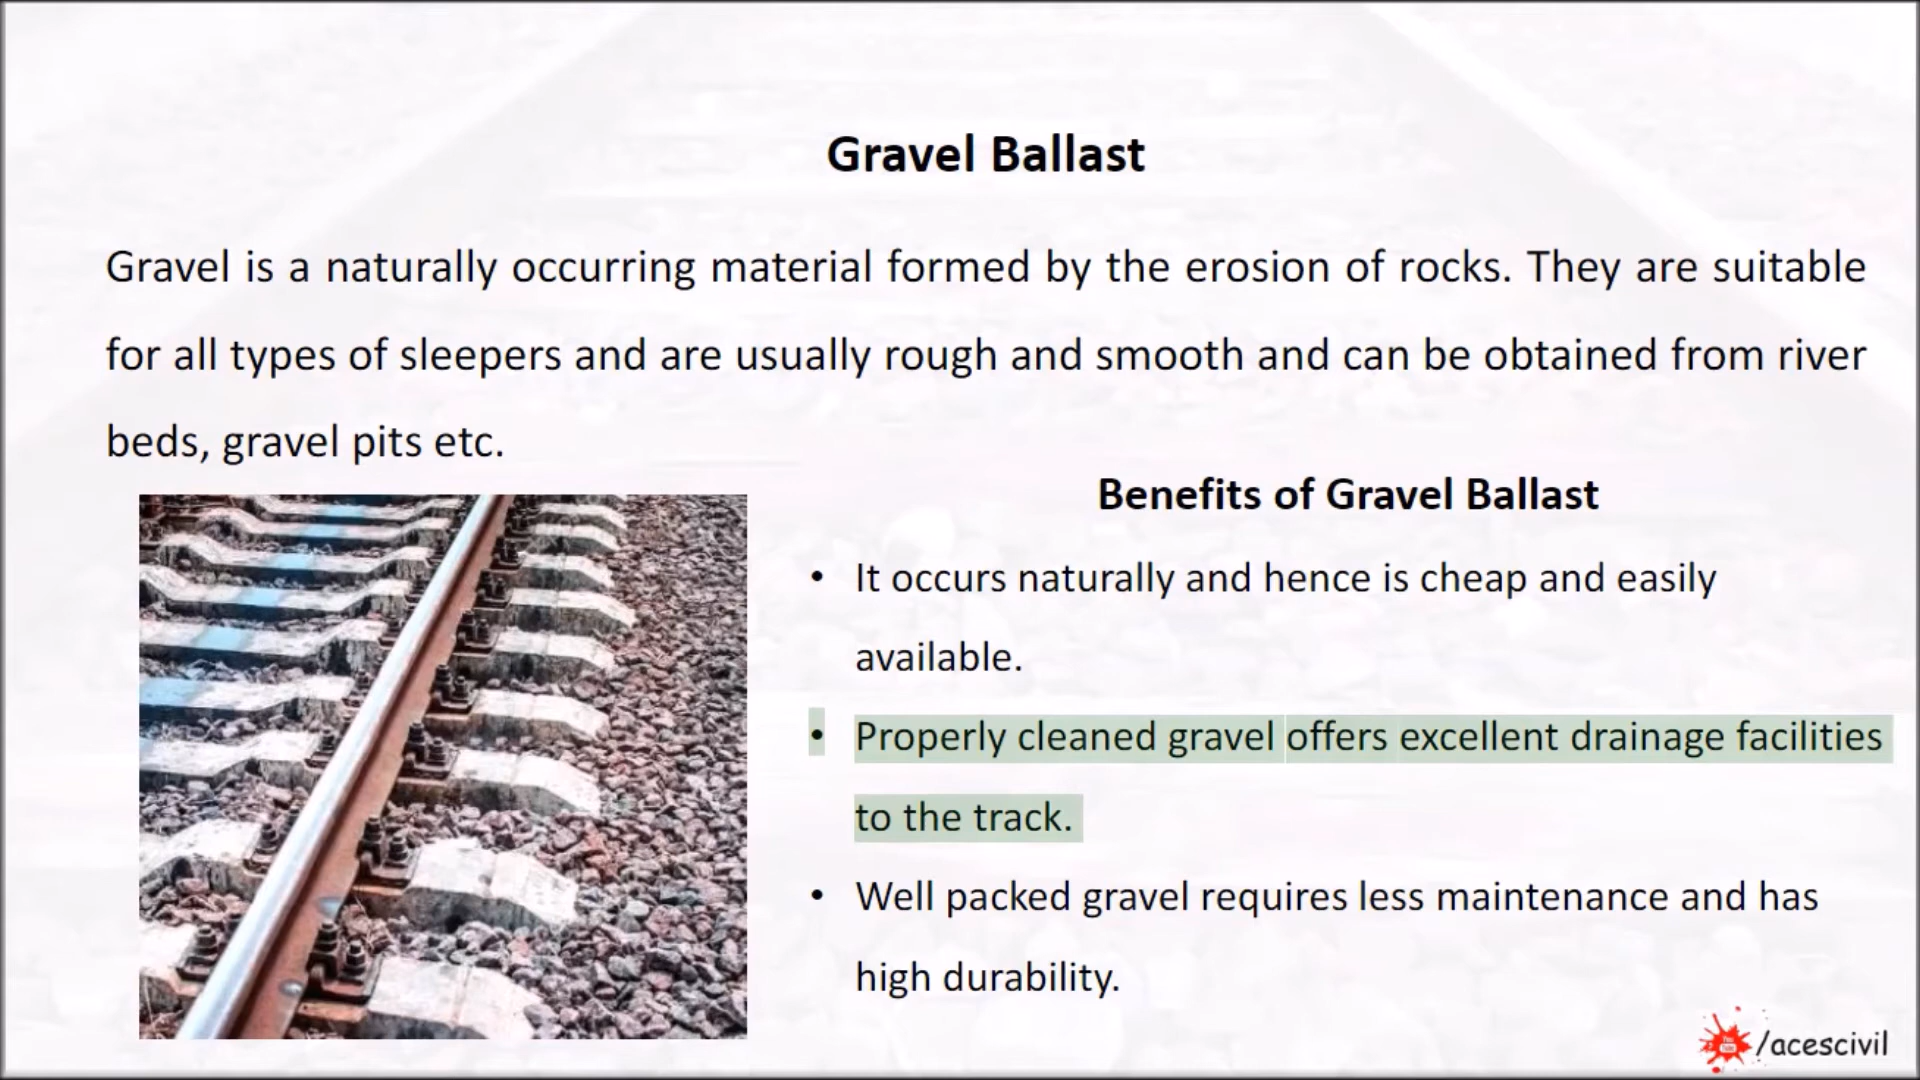 Gravel Ballast
Gravel is a naturally occurring material formed by the erosion of rocks. They are suitable
for all types of sleepers and are usually rough and smooth and can be obtained from river
beds, gravel pits etc.
Benefits of Gravel Ballast
• It occurs naturally and hence is cheap and easily
available.
• Properly cleaned gravel offers excellent drainage facilities
to the track.
• Well packed gravel requires less maintenance and has
high durability.
/acescivil